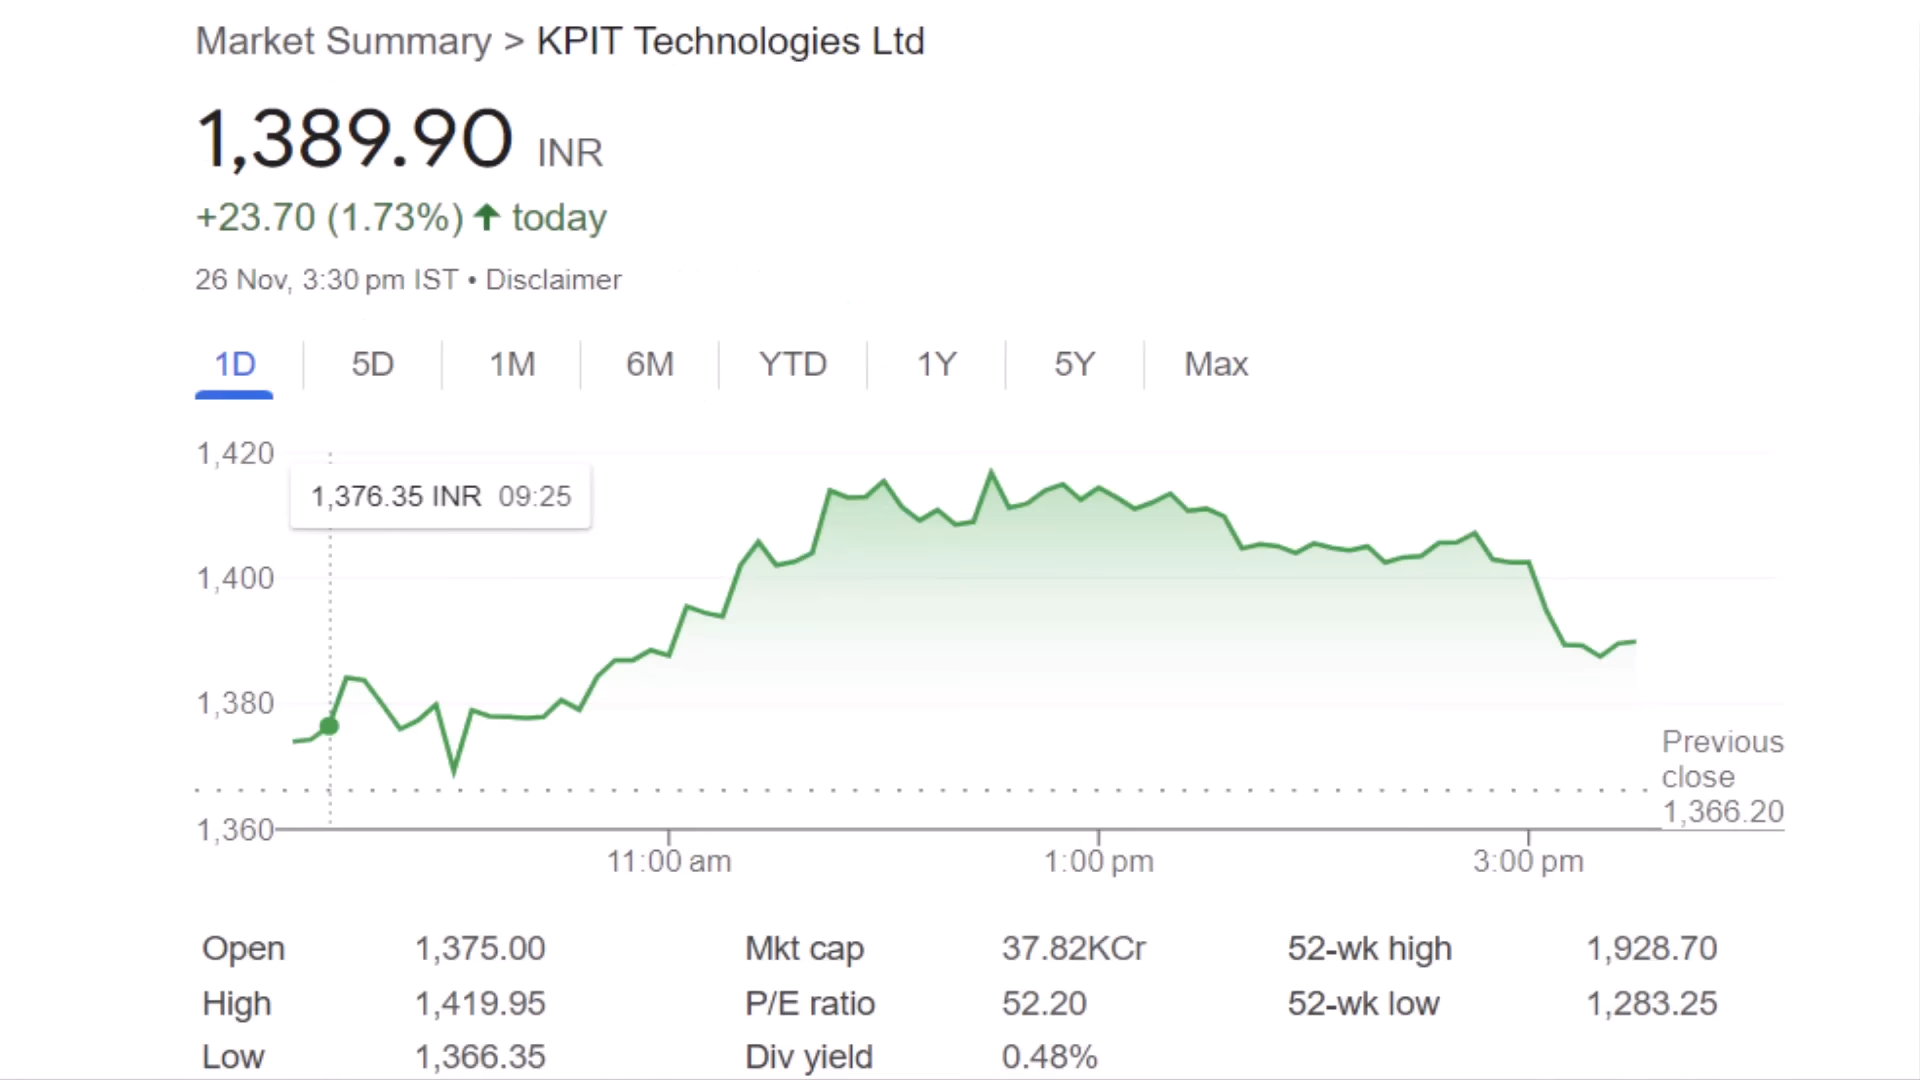 Market Summary > KPIT Technologies Ltd
1,389.90 INR
+23.70 (1.73%) ↑ today
26 Nov, 3:30 pm IST • Disclaimer
1D 5D 1M 6M YTD 1Y 5Y Max
1,420
1,376.35 INR 09:25
1,400
1,380
Previous
close
1,366.20
1,360
11:00 am 1:00 pm 3:00 pm
Open 1,375.00 Mkt cap 37.82KCr 52-wk high 1,928.70
High 1,419.95 P/E ratio 52.20 52-wk low 1,283.25
Low 1,366.35 Div yield 0.48%